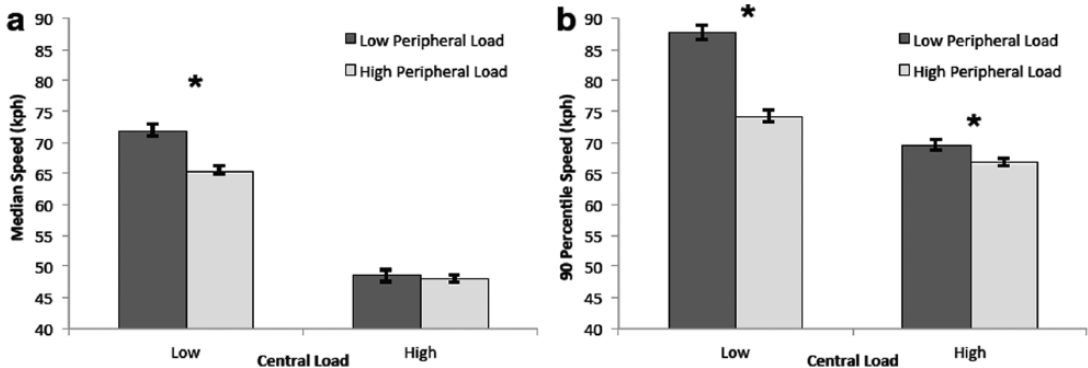 a
Median Speed (kph)
90
85
80
75
70
65
60
55
50
45
40
Low Peripheral Load
High Peripheral Load
*
Low
Central Load
High
b
90 Percentile Speed (kph)
90
85
80
75
70
65
60
55
50
45
40
Low Peripheral Load
High Peripheral Load
*
*
Low
Central Load
High